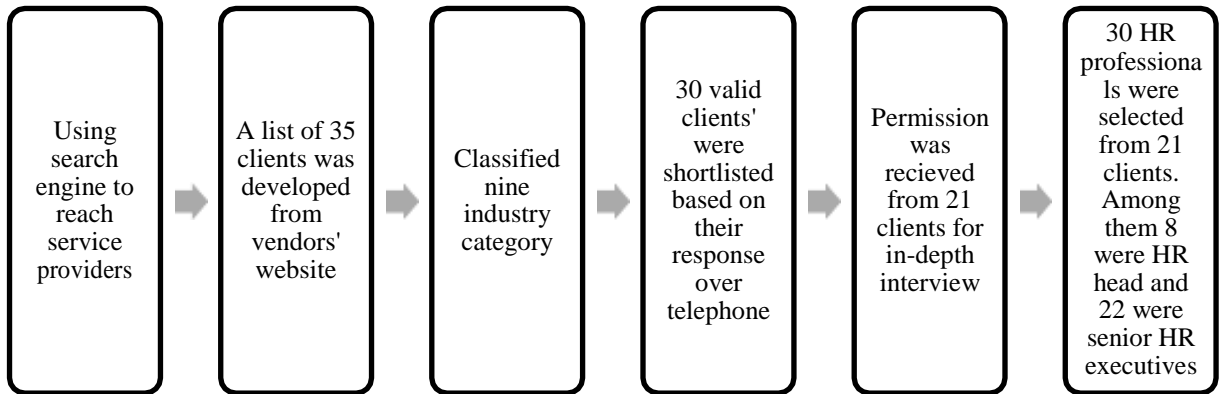 Using
search
engine to
reach
service
providers
A list of 35
clients was
developed
from
vendors'
website
Classified
nine
industry
category
30 valid
clients'
were
shortlisted
based on
their
response
over
telephone
Permission
was
recieved
from 21
clients for
in-depth
interview
30 HR
professiona
ls were
selected
from 21
clients.
Among
them 8
were HR
head and
22 were
senior HR
executives